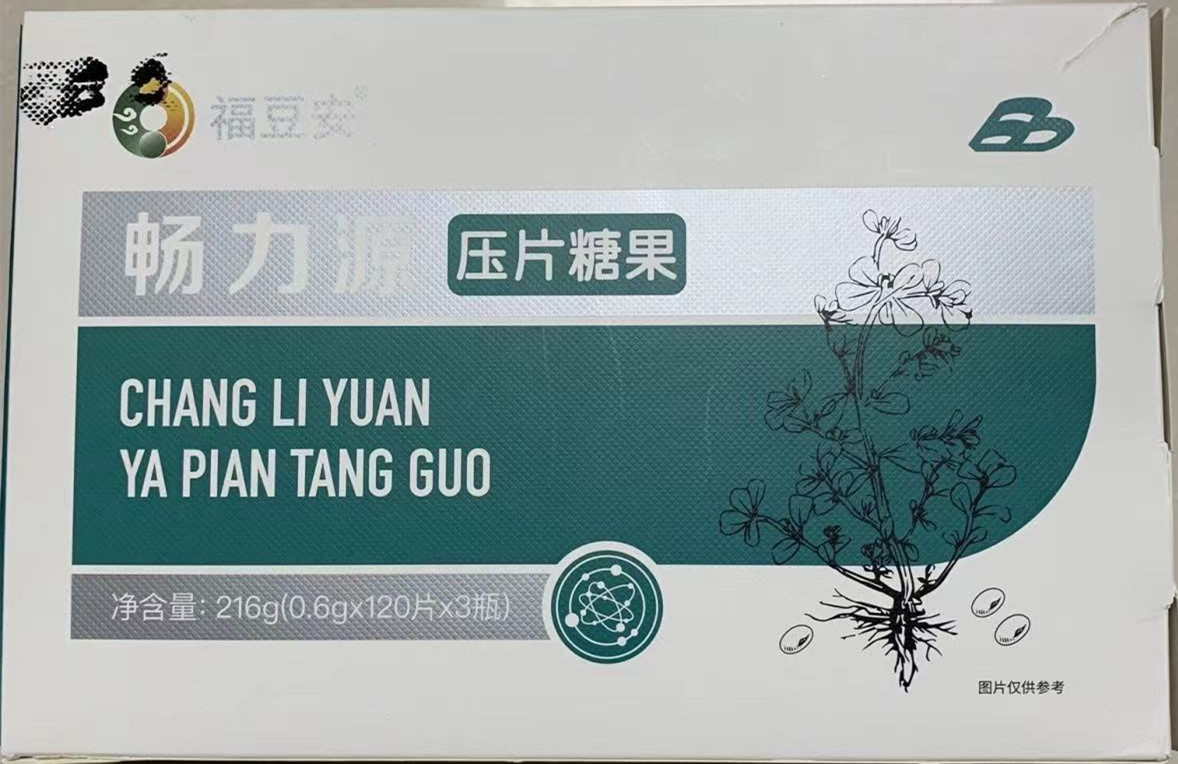 福豆安®
畅力源 压片糖果
CHANG LI YUAN
YA PIAN TANG GUO
净含量：216g(0.6gx120片x3瓶)
图片仅供参考